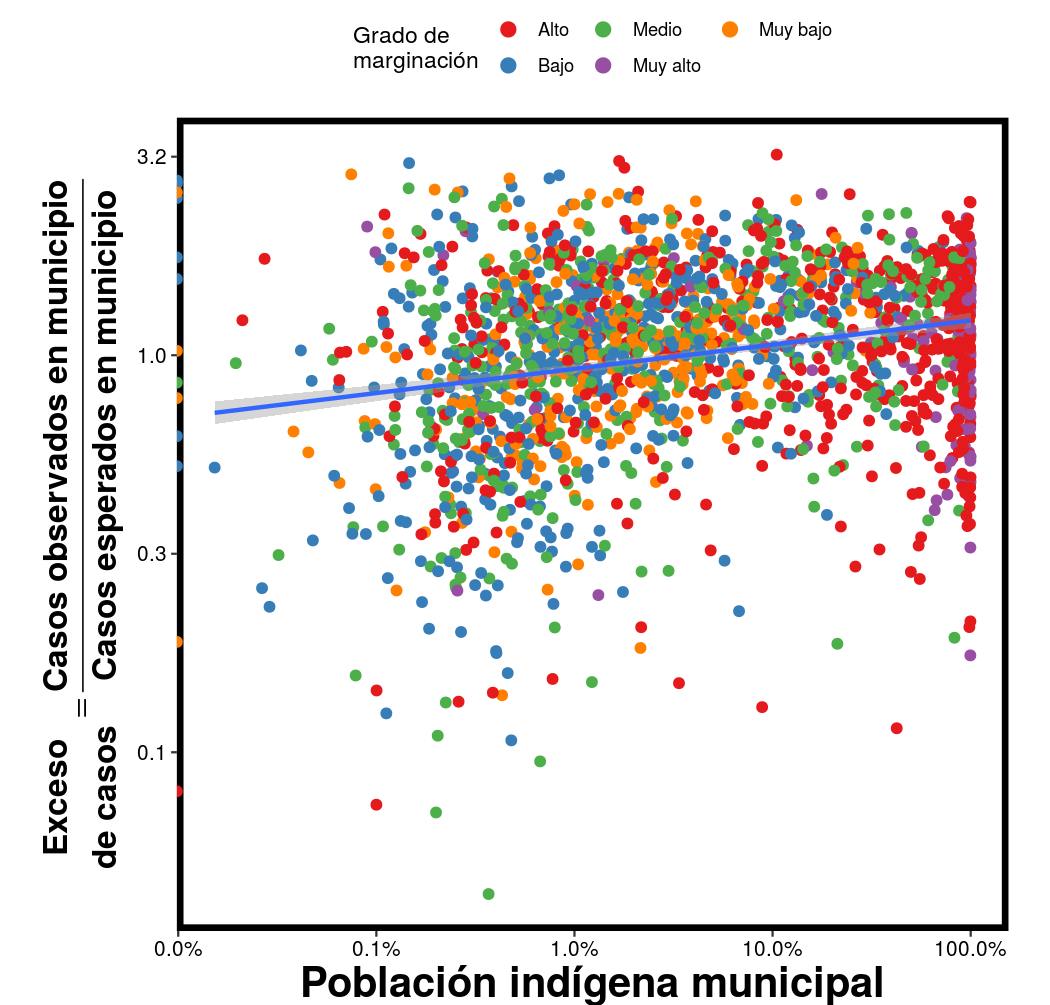 Grado de
marginación
Alto
Medio
Muy bajo
Bajo
Muy alto
3.2
1.0
0.3
0.1
Exceso
de casos
=
Casos observados en municipio
Casos esperados en municipio
0.0%
0.1%
1.0%
10.0%
100.0%
Población indígena municipal